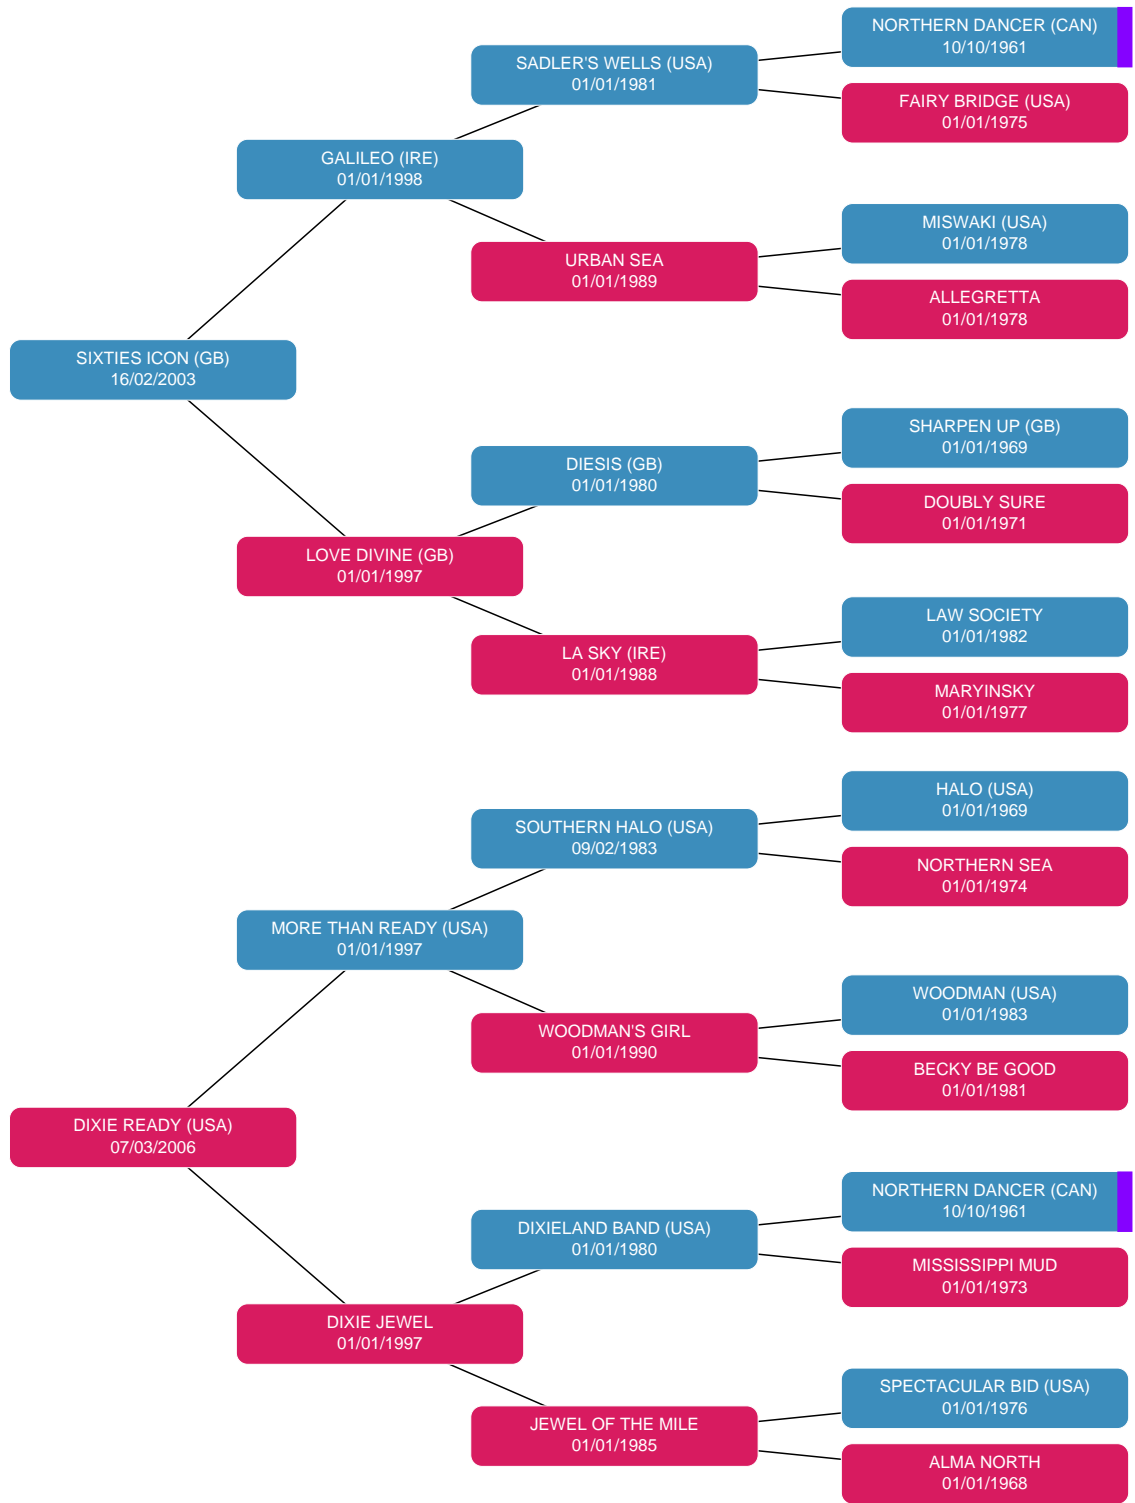 NORTHERN DANCER (CAN)
10/10/1961
SADLER'S WELLS (USA)
01/01/1981
FAIRY BRIDGE (USA)
01/01/1975
GALILEO (IRE)
01/01/1998
MISWAKI (USA)
01/01/1978
URBAN SEA
01/01/1989
ALLEGRETTA
01/01/1978
SIXTIES ICON (GB)
16/02/2003
SHARPEN UP (GB)
01/01/1969
DIESIS (GB)
01/01/1980
DOUBLY SURE
01/01/1971
LOVE DIVINE (GB)
01/01/1997
LAW SOCIETY
01/01/1982
LA SKY (IRE)
01/01/1988
MARYINSKY
01/01/1977
HALO (USA)
01/01/1969
SOUTHERN HALO (USA)
09/02/1983
NORTHERN SEA
01/01/1974
MORE THAN READY (USA)
01/01/1997
WOODMAN (USA)
01/01/1983
WOODMAN'S GIRL
01/01/1990
BECKY BE GOOD
01/01/1981
DIXIE READY (USA)
07/03/2006
NORTHERN DANCER (CAN)
10/10/1961
DIXIELAND BAND (USA)
01/01/1980
MISSISSIPPI MUD
01/01/1973
DIXIE JEWEL
01/01/1997
SPECTACULAR BID (USA)
01/01/1976
JEWEL OF THE MILE
01/01/1985
ALMA NORTH
01/01/1968